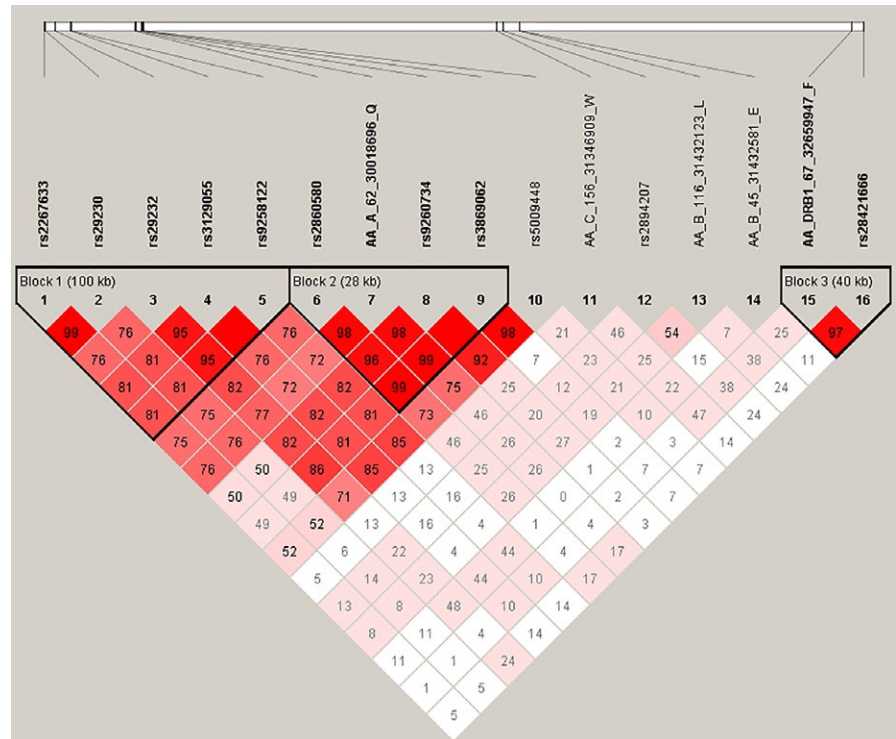 rs2267633
rs29230
rs29232
rs3129055
rs9258122
rs2860580
AA_A_62_30018696_Q
rs9260734
rs3869062
rs5009448
AA_C_156_31346909_W
rs2894207
AA_B_116_31432123_L
AA_B_45_31432581_E
AA_DRB1_67_32659947_F
rs28421666
Block 1 (100 kb) Block 2 (28 kb) Block 3 (40 kb)
1 2 3 4 5 6 7 8 9 10 11 12 13 14 15 16
99 76 95 76 98 98 98 21 46 54 7 25 97
76 81 95 76 72 96 99 92 7 23 25 15 38 11
81 81 82 72 82 99 75 25 12 21 22 38 24
81 75 77 82 81 73 46 20 19 10 47 24
75 76 82 81 85 46 26 27 2 3 14
76 50 86 85 13 25 26 1 7 7
50 49 71 13 16 26 0 2 7
49 52 13 16 4 1 4 3
52 6 22 4 44 4 17
5 14 23 44 10 17
13 8 48 10 14
8 11 4 14
11 1 24
1 5
5